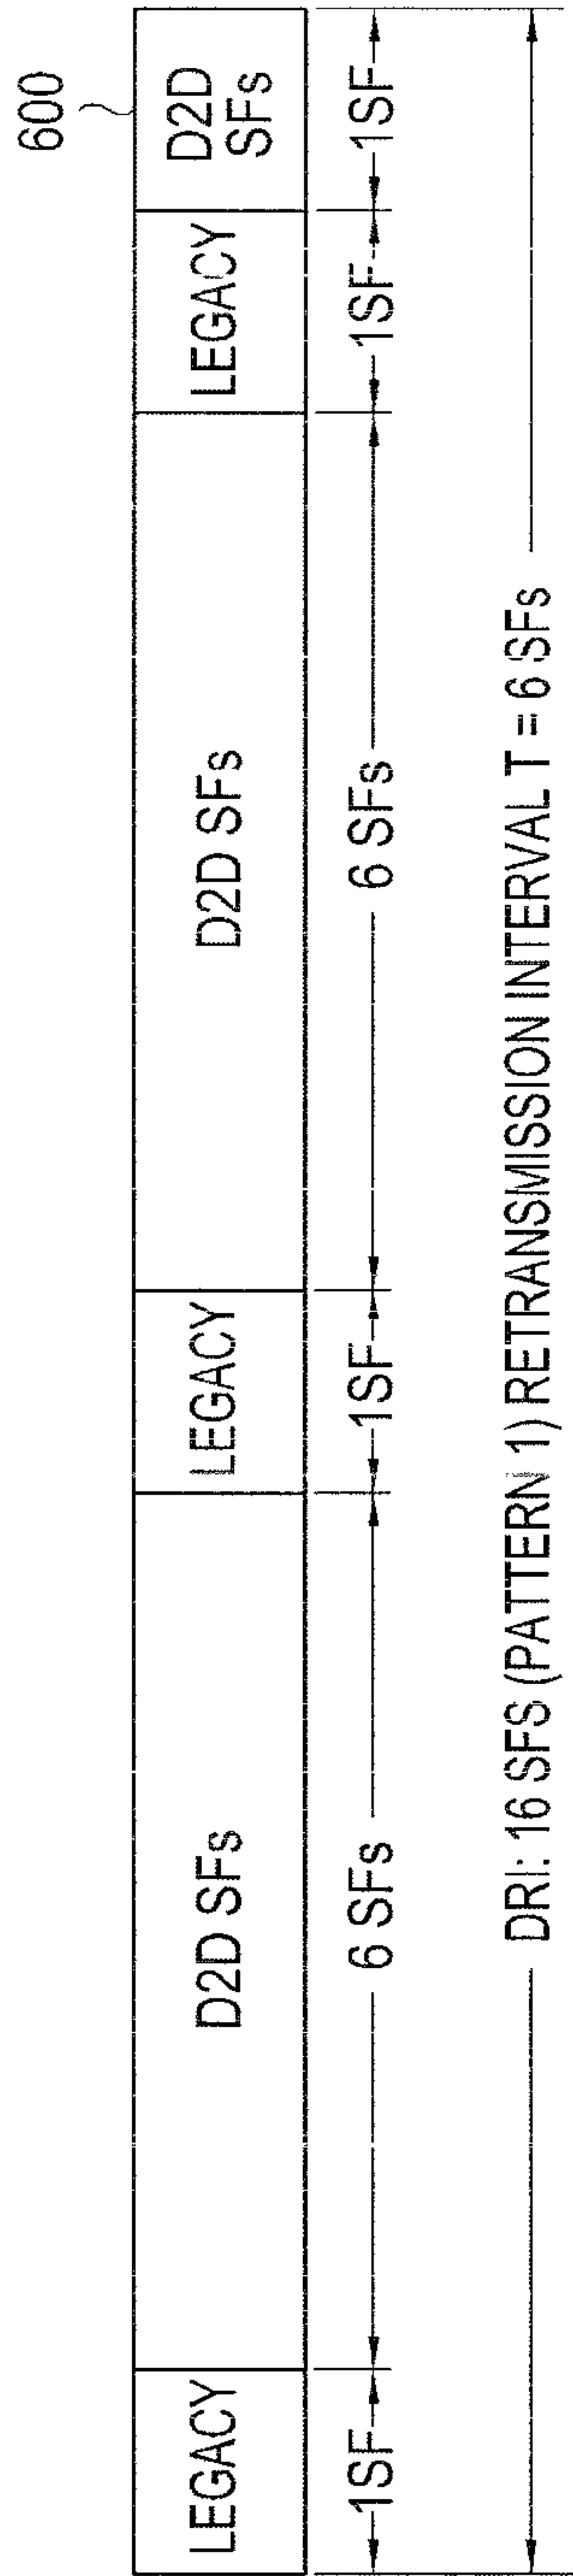 600
LEGACY
D2D SFs
LEGACY
D2D SFs
LEGACY
D2D
SFs
1SF
6 SFs
1SF
6 SFs
1SF
1SF
DRI: 16 SFS (PATTERN 1) RETRANSMISSION INTERVAL T = 6 SFs